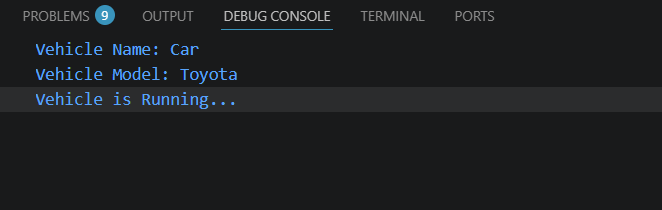 PROBLEMS 9 OUTPUT DEBUG CONSOLE TERMINAL PORTS
Vehicle Name: Car
Vehicle Model: Toyota
Vehicle is Running...